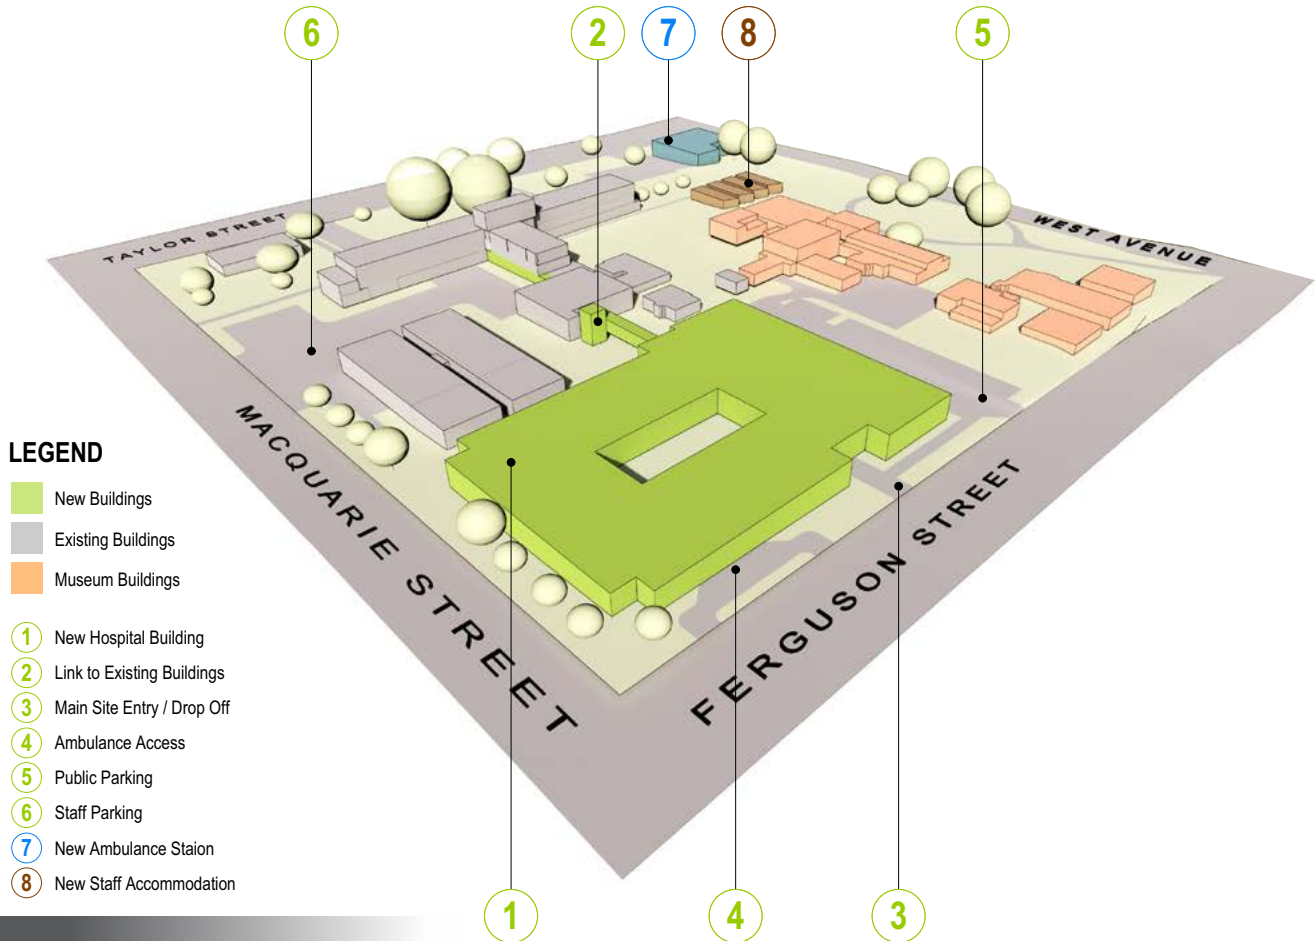 6
2
7
8
5
TAYLOR STREET
WEST AVENUE
MACQUARIE STREET
FERGUSON STREET
LEGEND
New Buildings
Existing Buildings
Museum Buildings
1 New Hospital Building
2 Link to Existing Buildings
3 Main Site Entry / Drop Off
4 Ambulance Access
5 Public Parking
6 Staff Parking
7 New Ambulance Staion
8 New Staff Accommodation
1
4
3